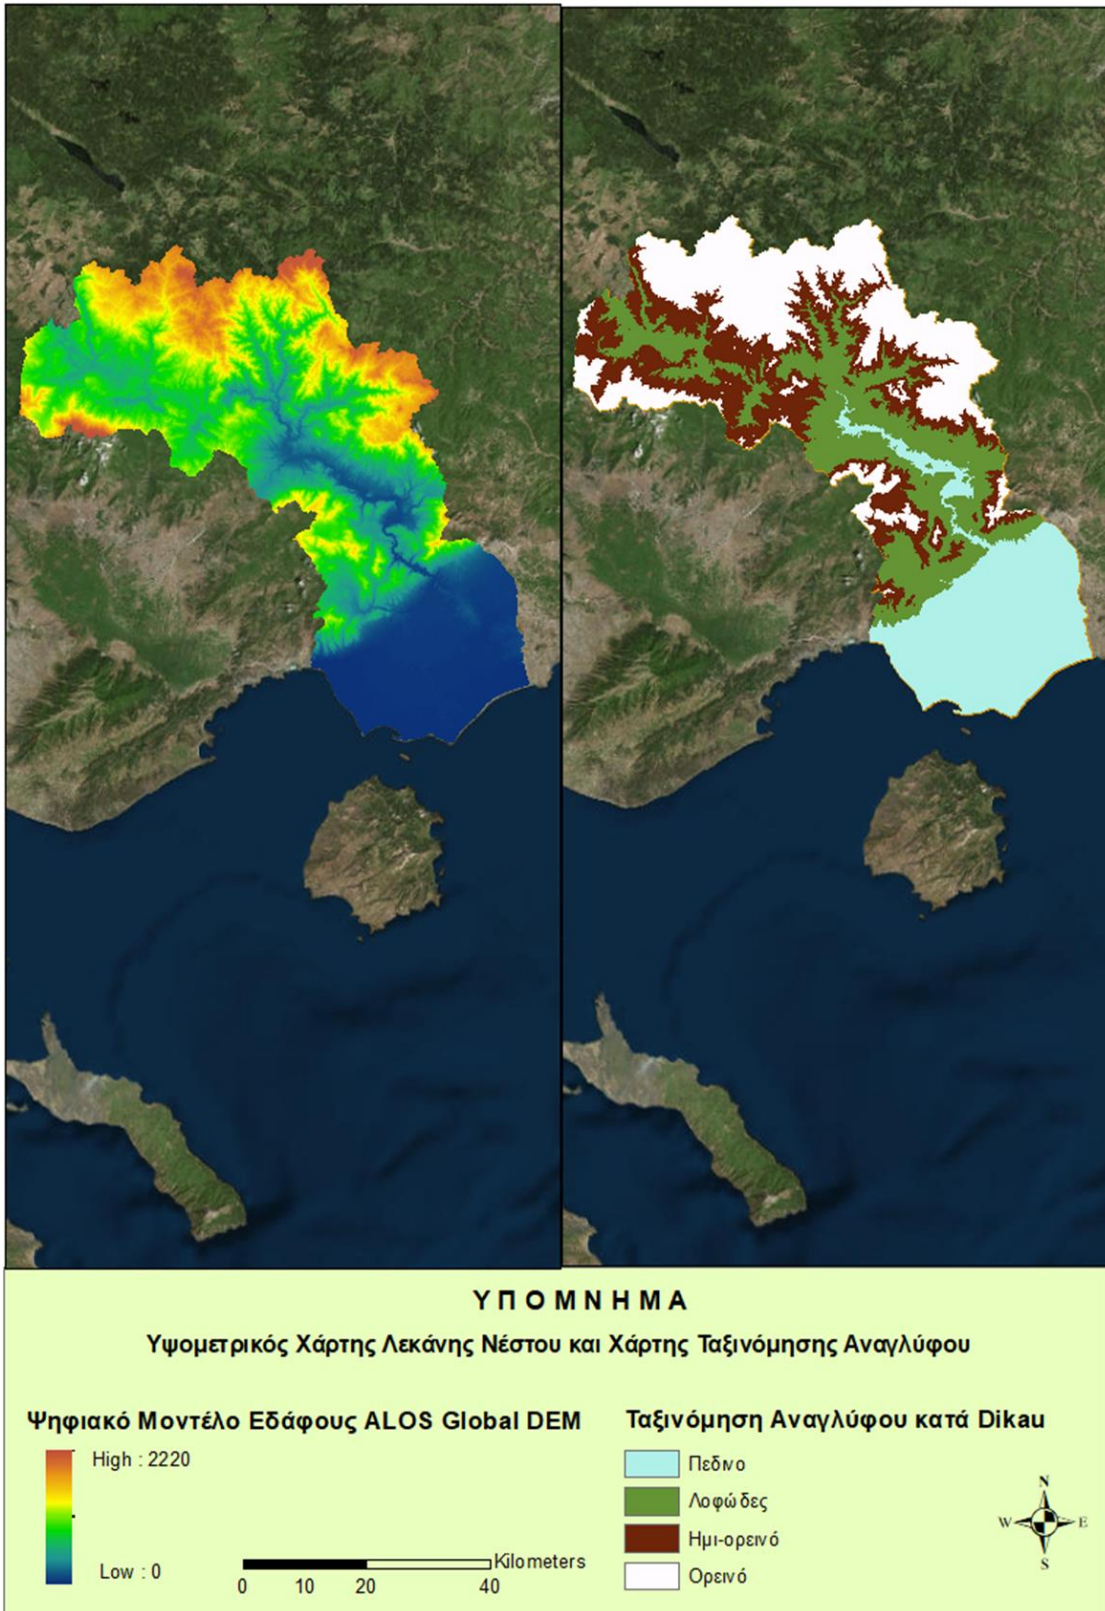 ΥΠΟΜΝΗΜΑ
Υψομετρικός Χάρτης Λεκάνης Νέστου και Χάρτης Ταξινόμησης Αναγλύφου
Ψηφιακό Μοντέλο Εδάφους ALOS Global DEM
High : 2220
Low : 0
Kilometers
0 10 20 40
Ταξινόμηση Αναγλύφου κατά Dikau
Πεδινο
Λοφώδες
Ημι-ορεινό
Ορεινό
N
W E
S